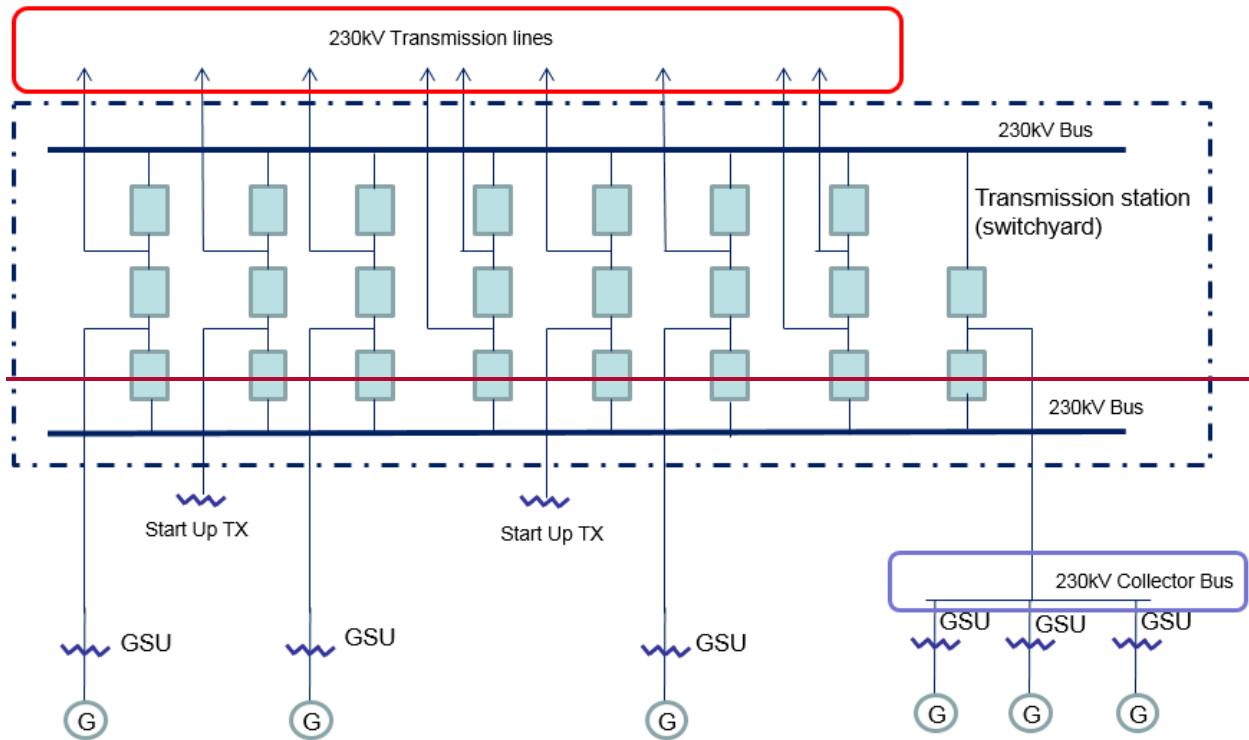 230kV Transmission lines
230kV Bus
Transmission station
(switchyard)
230kV Bus
Start Up TX
Start Up TX
230kV Collector Bus
GSU
GSU
GSU
GSU
GSU
GSU
G
G
G
G
G
G